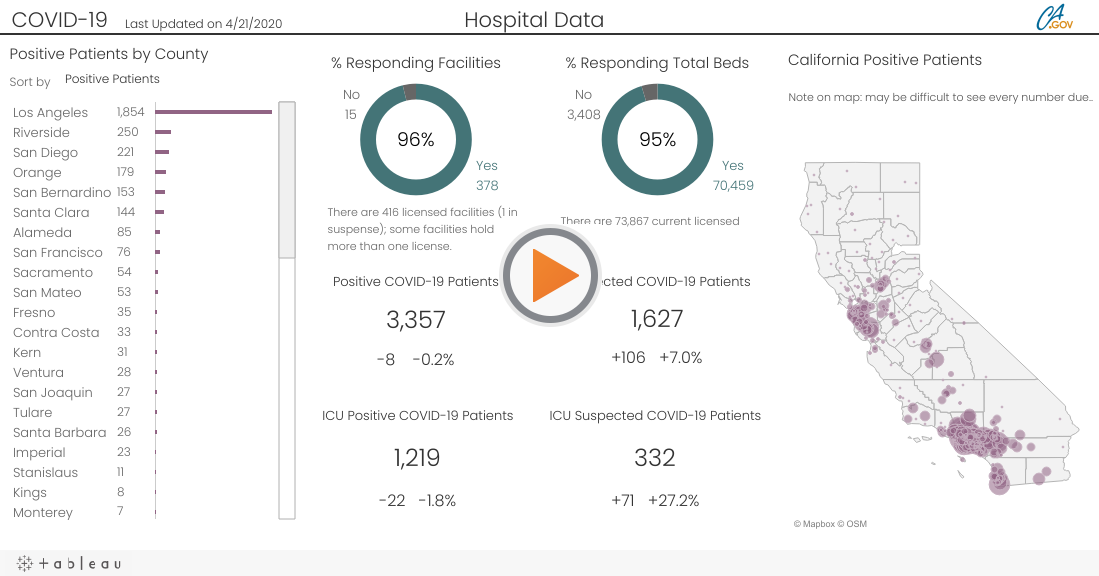 COVID-19 Last Updated on 4/21/2020
Hospital Data
CA
.GOV
Positive Patients by County
Sort by Positive Patients
Los Angeles 1,854
Riverside 250
San Diego 221
Orange 179
San Bernardino 153
Santa Clara 144
Alameda 85
San Francisco 76
Sacramento 54
San Mateo 53
Fresno 35
Contra Costa 33
Kern 31
Ventura 28
San Joaquin 27
Tulare 27
Santa Barbara 26
Imperial 23
Stanislaus 11
Kings 8
Monterey 7
% Responding Facilities
No
15
96%
Yes
378
There are 416 licensed facilities (1 in
suspense); some facilities hold
more than one license.
% Responding Total Beds
No
3,408
95%
Yes
70,459
There are 73,867 current licensed
Positive COVID-19 Patients
3,357
-8 -0.2%
COVID-19 Patients
1,627
+106 +7.0%
ICU Positive COVID-19 Patients
1,219
-22 -1.8%
ICU Suspected COVID-19 Patients
332
+71 +27.2%
California Positive Patients
Note on map: may be difficult to see every number due..
© Mapbox © OSM
+ableau